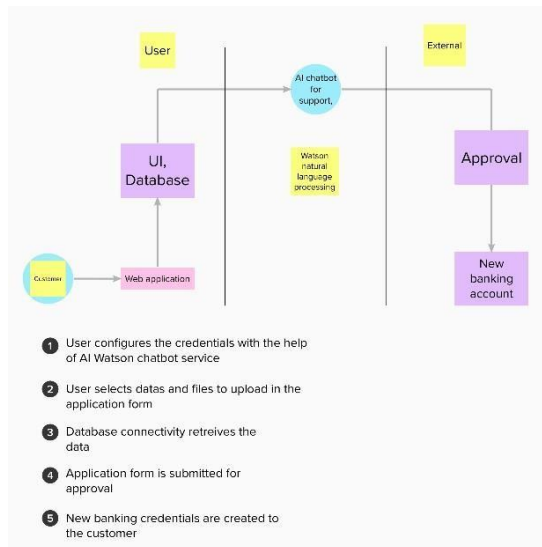 User
External
AI chatbot
for
support,
Watson
natural
language
processing
UI,
Database
Approval
Customer
Web application
New
banking
account
1 User configures the credentials with the help
of AI Watson chatbot service
2 User selects datas and files to upload in the
application form
3 Database connectivity retreives the
data
4 Application form is submitted for
approval
5 New banking credentials are created to
the customer